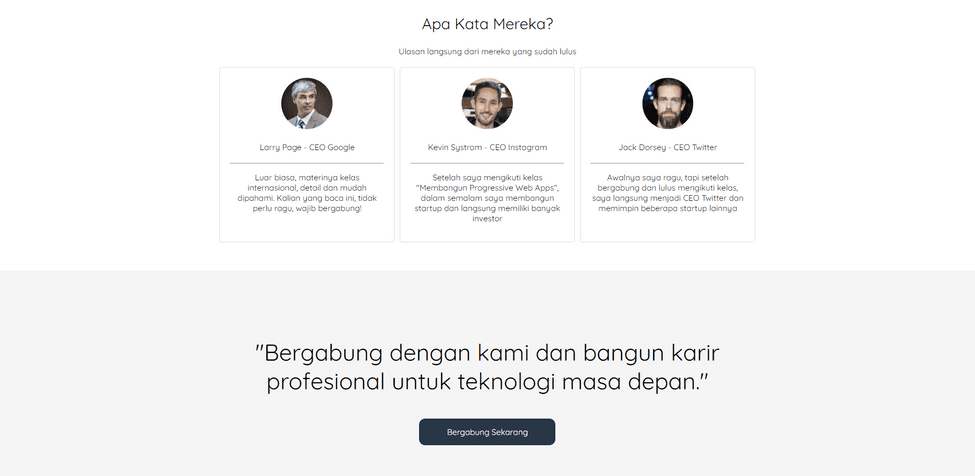 Apa Kata Mereka?
Ulasan langsung dari mereka yang sudah lulus
Larry Page - CEO Google
Luar biasa, materinya kelas
internasional, detail dan mudah
dipahami. Kalian yang baca ini, tidak
perlu ragu, wajib bergabung!
Kevin Systrom - CEO Instagram
Setelah saya mengikuti kelas
"Membangun Progressive Web Apps",
dalam semalam saya membangun
startup dan langsung memiliki banyak
investor
Jack Dorsey - CEO Twitter
Awalnya saya ragu, tapi setelah
bergabung dan lulus mengikuti kelas,
saya langsung menjadi CEO Twitter dan
memimpin beberapa startup lainnya
"Bergabung dengan kami dan bangun karir
profesional untuk teknologi masa depan."
Bergabung Sekarang